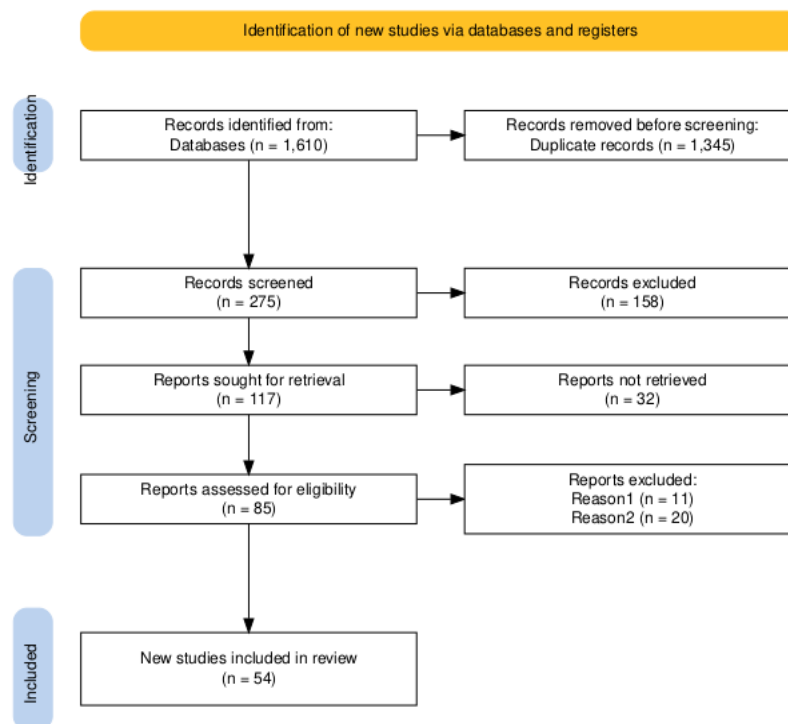 Identification of new studies via databases and registers
Identification
Records identified from:
Databases (n = 1,610)
Records removed before screening:
Duplicate records (n = 1,345)
Screening
Records screened
(n = 275)
Records excluded
(n = 158)
Reports sought for retrieval
(n = 117)
Reports not retrieved
(n = 32)
Reports assessed for eligibility
(n = 85)
Reports excluded:
Reason1 (n = 11)
Reason2 (n = 20)
Included
New studies included in review
(n = 54)